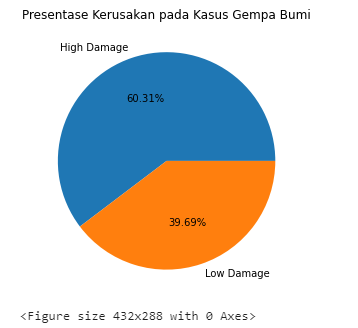 Presentase Kerusakan pada Kasus Gempa Bumi
High Damage
60.31%
39.69%
Low Damage
<Figure size 432x288 with 0 Axes>